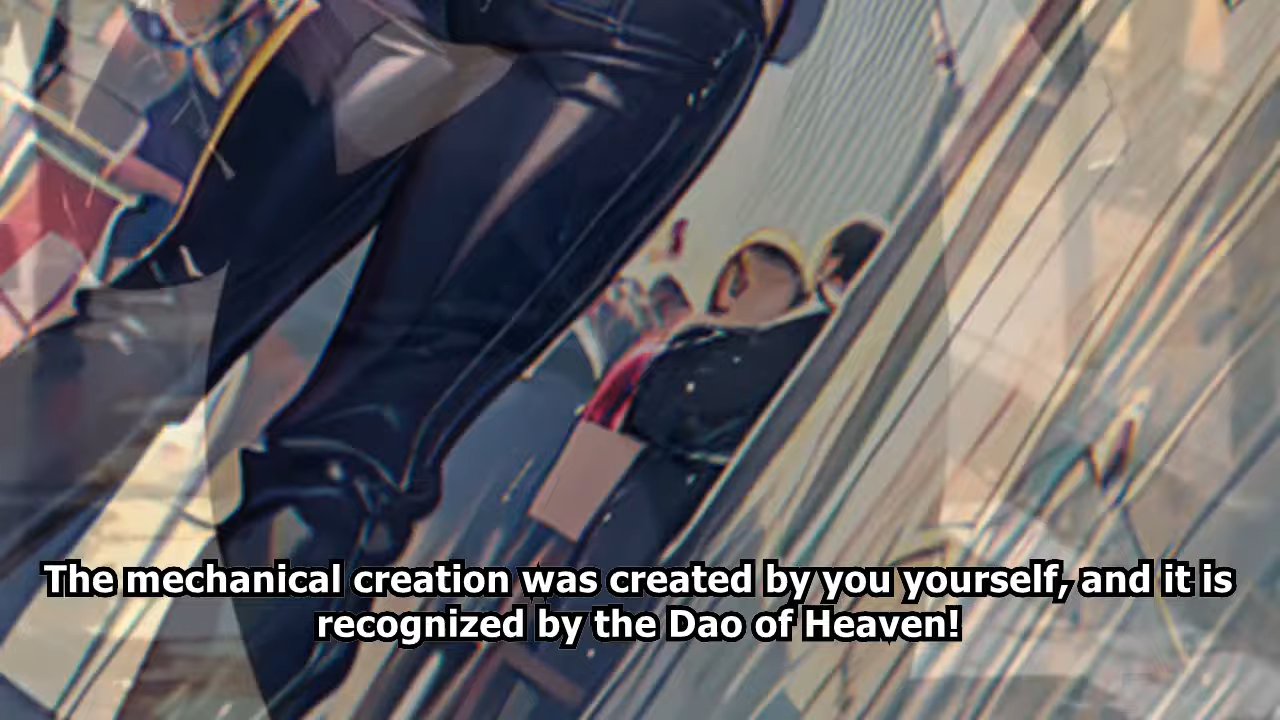 The mechanical creation was created by you yourself, and it is
recognized by the Dao of Heaven!